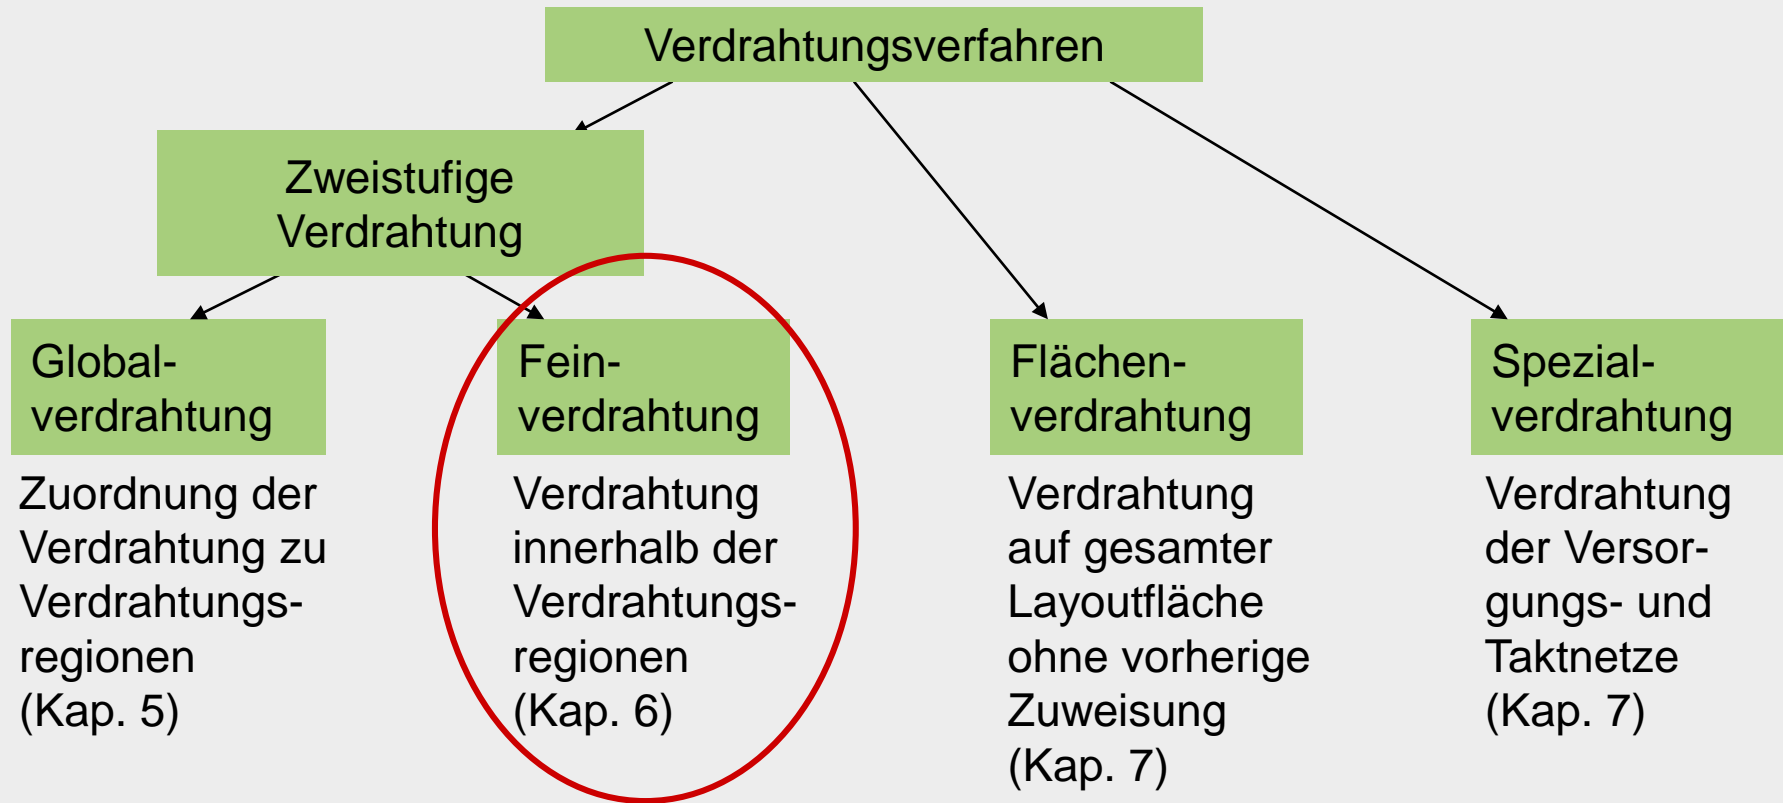 Verdrahtungsverfahren
Zweistufige
Verdrahtung
Global-
verdrahtung
Zuordnung der
Verdrahtung zu
Verdrahtungs-
regionen
(Kap. 5)
Fein-
verdrahtung
Verdrahtung
innerhalb der
Verdrahtungs-
regionen
(Kap. 6)
Flächen-
verdrahtung
Verdrahtung
auf gesamter
Layoutfläche
ohne vorherige
Zuweisung
(Kap. 7)
Spezial-
verdrahtung
Verdrahtung
der Versor-
gungs- und
Taktnetze
(Kap. 7)